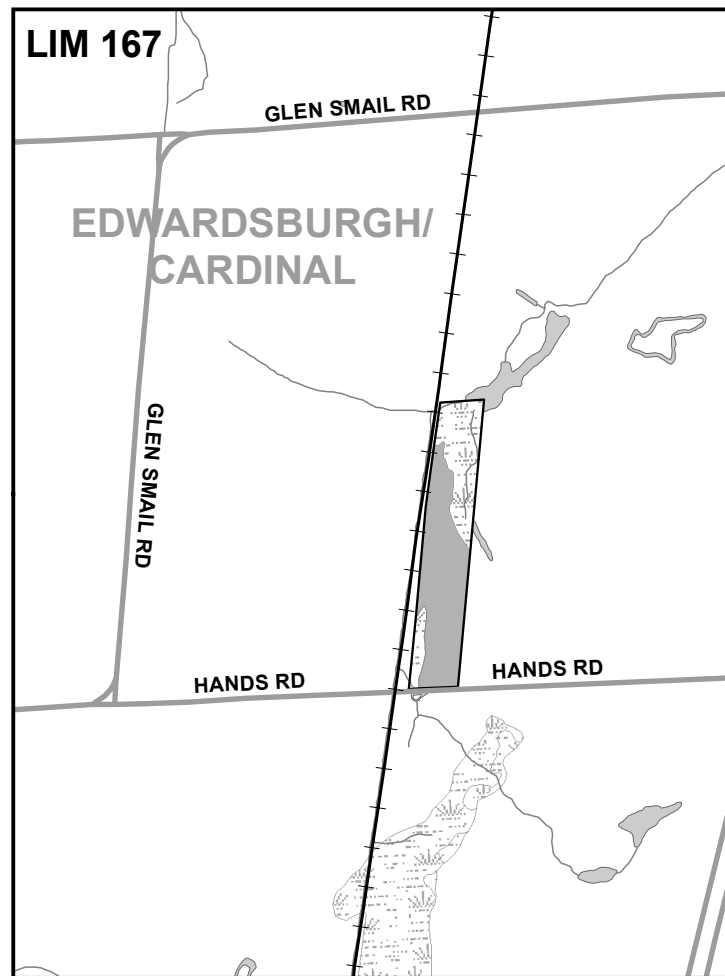 LIM 167
GLEN SMAIL RD
EDWARDSBURGH/
CARDINAL
GLEN SMAIL RD
HANDS RD
HANDS RD